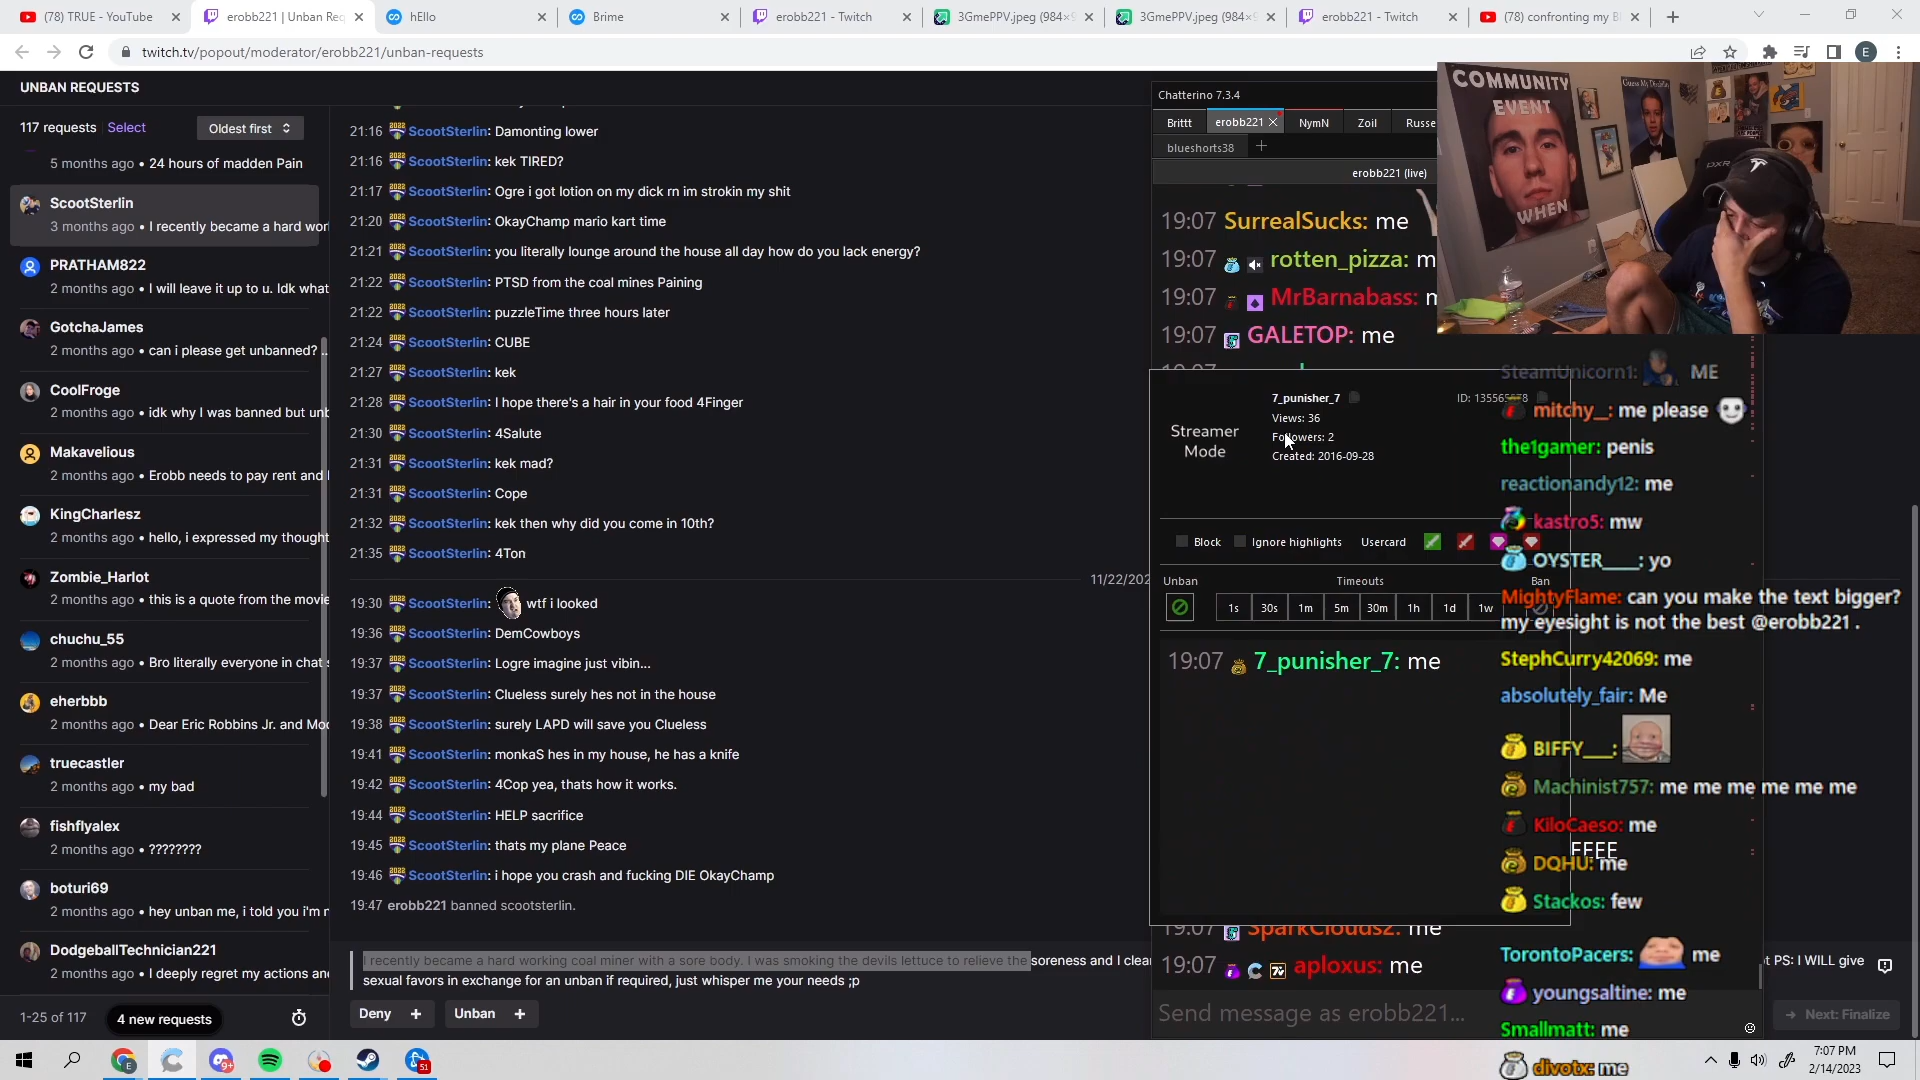 (78) TRUE - YouTube
erobb221 | Unban Req
hEllo
Brime
erobb221 - Twitch
3GmePPV.jpeg (984×9
3GmePPV.jpeg (984×9
erobb221 - Twitch
(78) confronting my B
twitch.tv/popout/moderator/erobb221/unban-requests
E
UNBAN REQUESTS
117 requests Select
Oldest first
5 months ago • 24 hours of madden Pain
ScootSterlin
3 months ago • I recently became a hard wor
PRATHAM822
2 months ago • I will leave it up to u. Idk what
GotchaJames
2 months ago • can i please get unbanned? ..
CoolFroge
2 months ago • idk why I was banned but unb
Makavelious
2 months ago • Erobb needs to pay rent and
KingCharlesz
2 months ago • hello, i expressed my thought
Zombie_Harlot
2 months ago • this is a quote from the movie
chuchu_55
2 months ago • Bro literally everyone in chat
eherbbb
2 months ago • Dear Eric Robbins Jr. and Mod
truecastler
2 months ago • my bad
fishflyalex
2 months ago • ????????
boturi69
2 months ago • hey unban me, i told you i'm
DodgeballTechnician221
2 months ago • I deeply regret my actions and
1-25 of 117
4 new requests
21:16 ScootSterlin: Damonting lower
21:16 ScootSterlin: kek TIRED?
21:17 ScootSterlin: Ogre i got lotion on my dick rn im strokin my shit
21:20 ScootSterlin: OkayChamp mario kart time
21:21 ScootSterlin: you literally lounge around the house all day how do you lack energy?
21:22 ScootSterlin: PTSD from the coal mines Paining
21:22 ScootSterlin: puzzleTime three hours later
21:24 ScootSterlin: CUBE
21:27 ScootSterlin: kek
21:28 ScootSterlin: I hope there's a hair in your food 4Finger
21:30 ScootSterlin: 4Salute
21:31 ScootSterlin: kek mad?
21:31 ScootSterlin: Cope
21:32 ScootSterlin: kek then why did you come in 10th?
21:35 ScootSterlin: 4Ton
11/22/202
19:30 ScootSterlin: wtf i looked
19:36 ScootSterlin: DemCowboys
19:37 ScootSterlin: Logre imagine just vibin...
19:37 ScootSterlin: Clueless surely hes not in the house
19:38 ScootSterlin: surely LAPD will save you Clueless
19:41 ScootSterlin: monkaS hes in my house, he has a knife
19:42 ScootSterlin: 4Cop yea, thats how it works.
19:44 ScootSterlin: HELP sacrifice
19:45 ScootSterlin: thats my plane Peace
19:46 ScootSterlin: i hope you crash and fucking DIE OkayChamp
19:47 erobb221 banned scootsterlin.
I recently became a hard working coal miner with a sore body. I was smoking the devils lettuce to relieve the soreness and I clea
t PS: I WILL give
sexual favors in exchange for an unban if required, just whisper me your needs ;p
Deny +
Unban +
Next: Finalize
Chatterino 7.3.4
Brittt
erobb221
NymN
Zoil
Russe
blueshorts38
erobb221 (live)
19:07 SurrealSucks: me
19:07 rotten_pizza: m
19:07 MrBarnabass:
19:07 GALETOP: me
Streamer Mode
7_punisher_7
Views: 36
Followers: 2
Created: 2016-09-28
Block
Ignore highlights
Usercard
Unban
Timeouts
Ban
1s 30s 1m 5m 30m 1h 1d 1w
19:07 7_punisher_7: me
19:07 SparkClouds2: me
19:07 aploxus: me
Send message as erobb221...
COMMUNITY
EVENT
WHEN
DXR
SteamUnicorn1: ME
mitchy__: me please
the1gamer: penis
reactionandy12: me
kastro5: mw
OYSTER____: yo
MightyFlame: can you make the text bigger?
my eyesight is not the best @erobb221 .
StephCurry42069: me
absolutely_fair: Me
BIFFY___:
Machinist757: me me me me me me
KiloCaeso: me
FFFF
DQHU: me
Stackos: few
TorontoPacers: me
youngsaltine: me
Smallmatt: me
divotx: me
9+
51
7:07 PM
2/14/2023